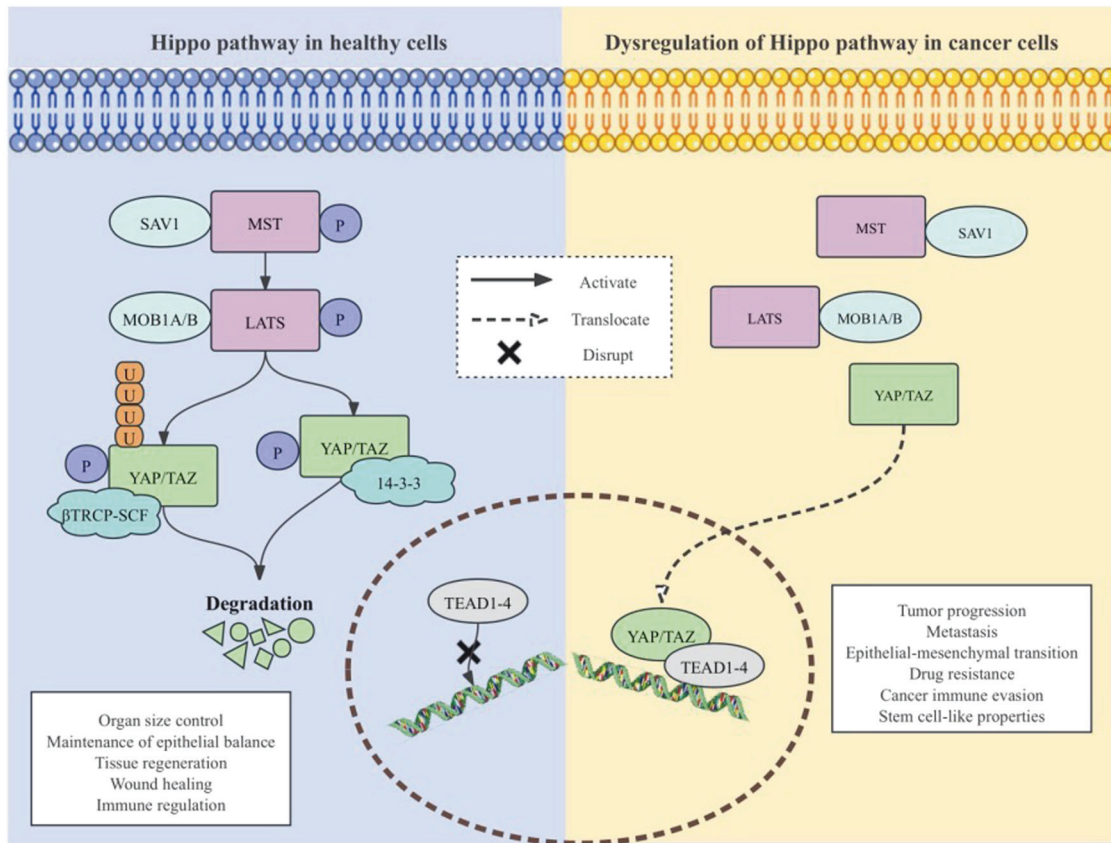 Hippo pathway in healthy cells
Dysregulation of Hippo pathway in cancer cells
SAV1
MST
P
MOB1A/B
LATS
P
U
U
U
U
P
YAP/TAZ
βTRCP-SCF
P
YAP/TAZ
14-3-3
Degradation
Organ size control
Maintenance of epithelial balance
Tissue regeneration
Wound healing
Immune regulation
Activate
Translocate
Disrupt
TEAD1-4
MST
SAV1
LATS
MOB1A/B
YAP/TAZ
YAP/TAZ
TEAD1-4
Tumor progression
Metastasis
Epithelial-mesenchymal transition
Drug resistance
Cancer immune evasion
Stem cell-like properties